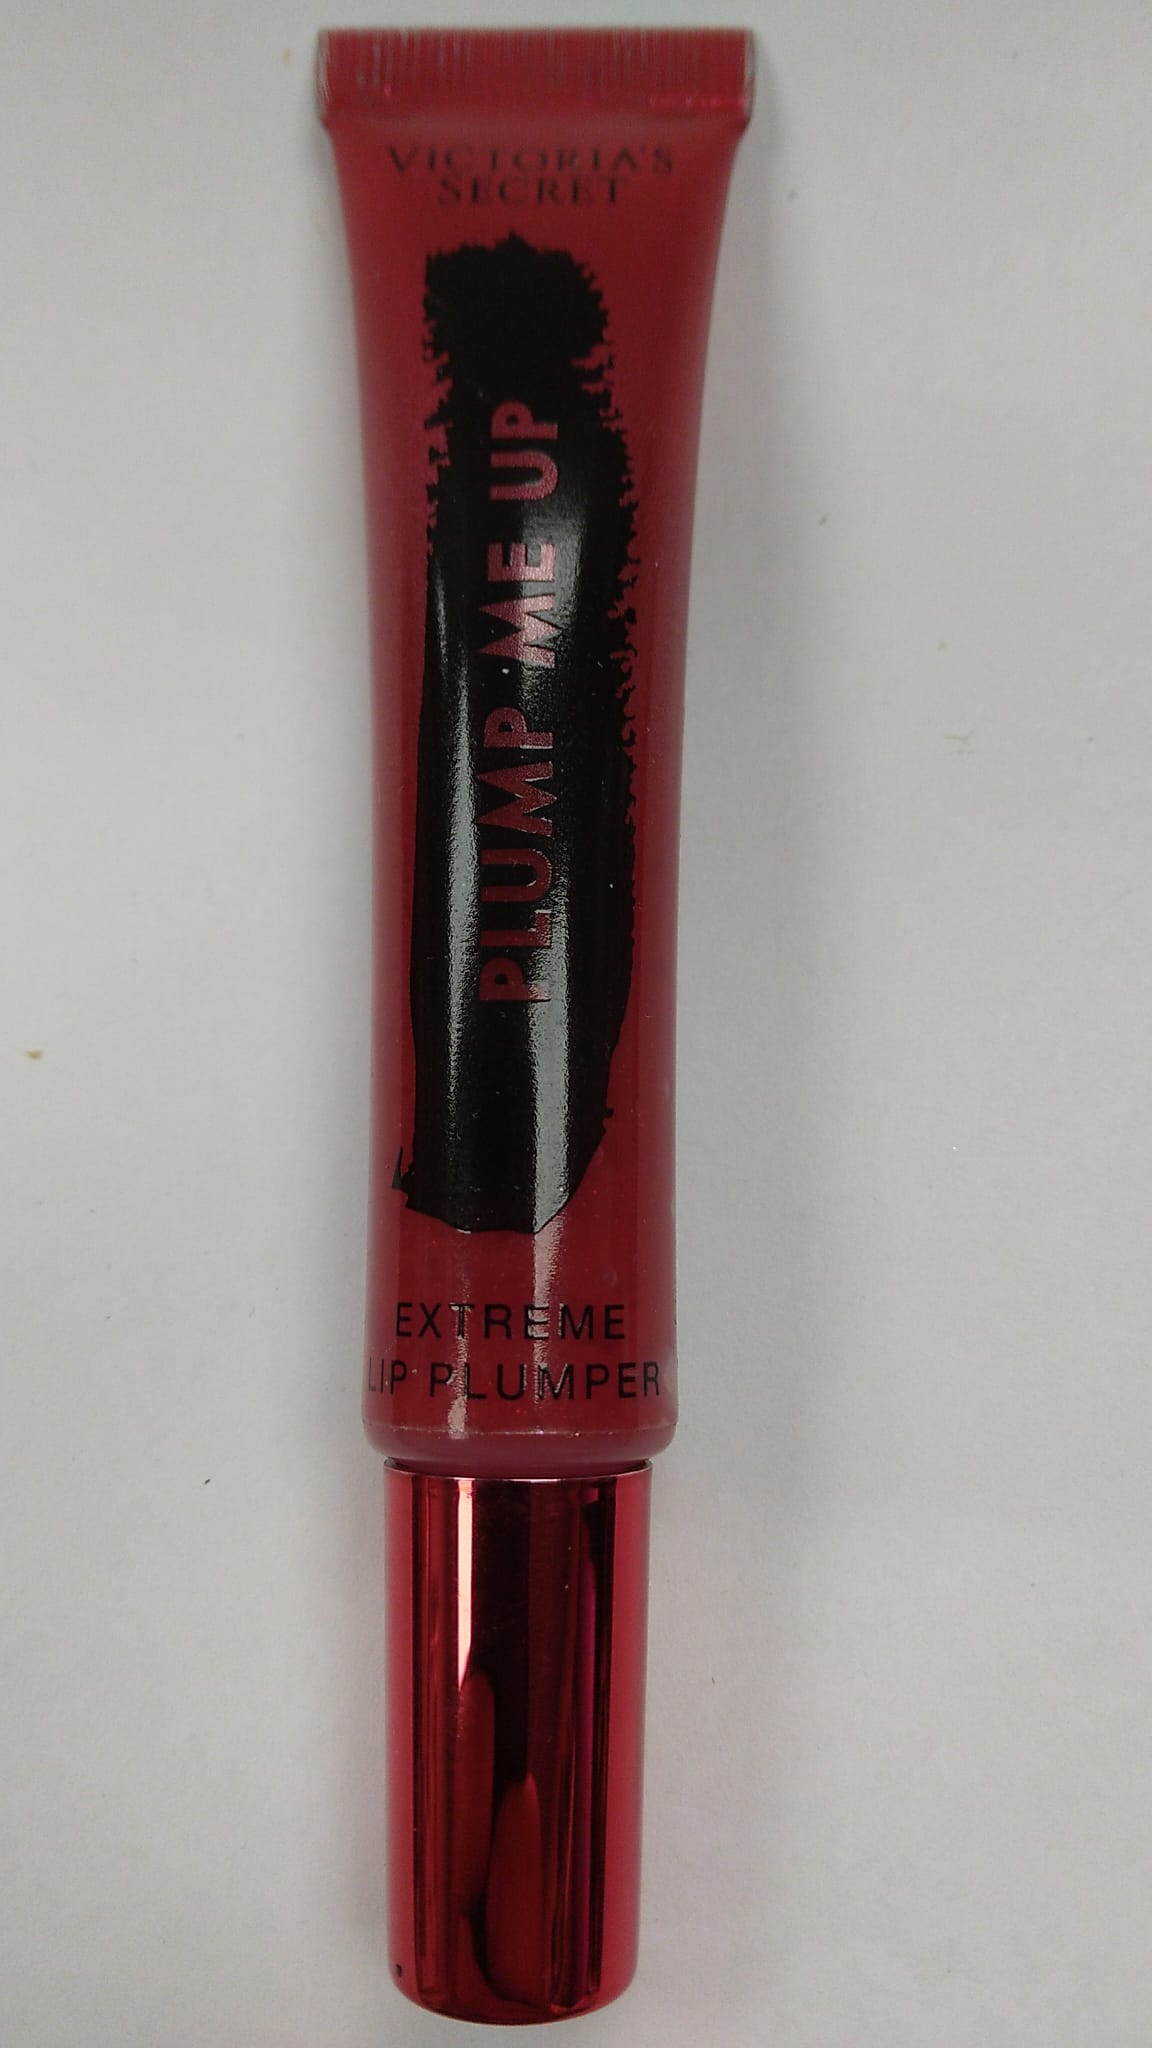 VICTORIA'S
SECRET
PLUMP ME UP
EXTREME
LIP PLUMPER